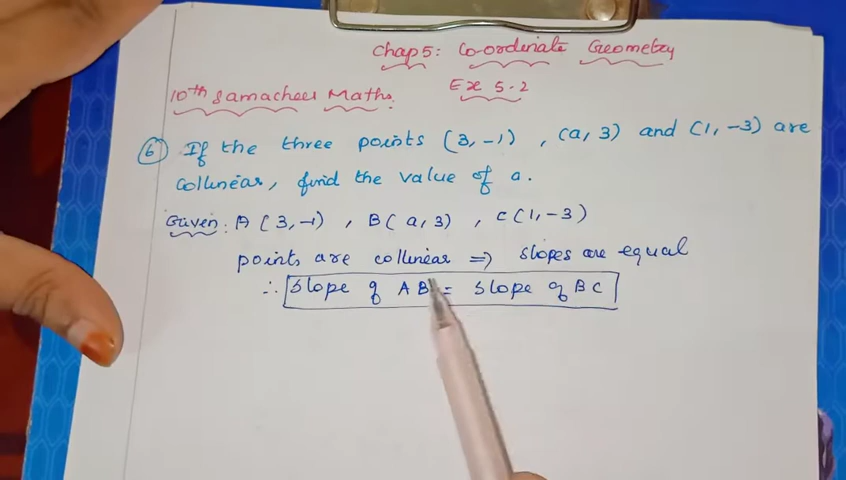 Chap 5: Co-ordinate Geometry
10th Samacheer Maths. Ex 5.2
6) If the three points (3, -1), (a, 3) and (1, -3) are
collinear, find the value of a.
Given: A(3, -1), B(a, 3), C(1, -3)
points are collinear ⇒ slopes are equal
∴ Slope of AB = Slope of BC